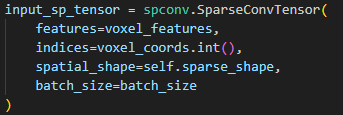 input_sp_tensor = spconv.SparseConvTensor(
    features=voxel_features,
    indices=voxel_coords.int(),
    spatial_shape=self.sparse_shape,
    batch_size=batch_size
)